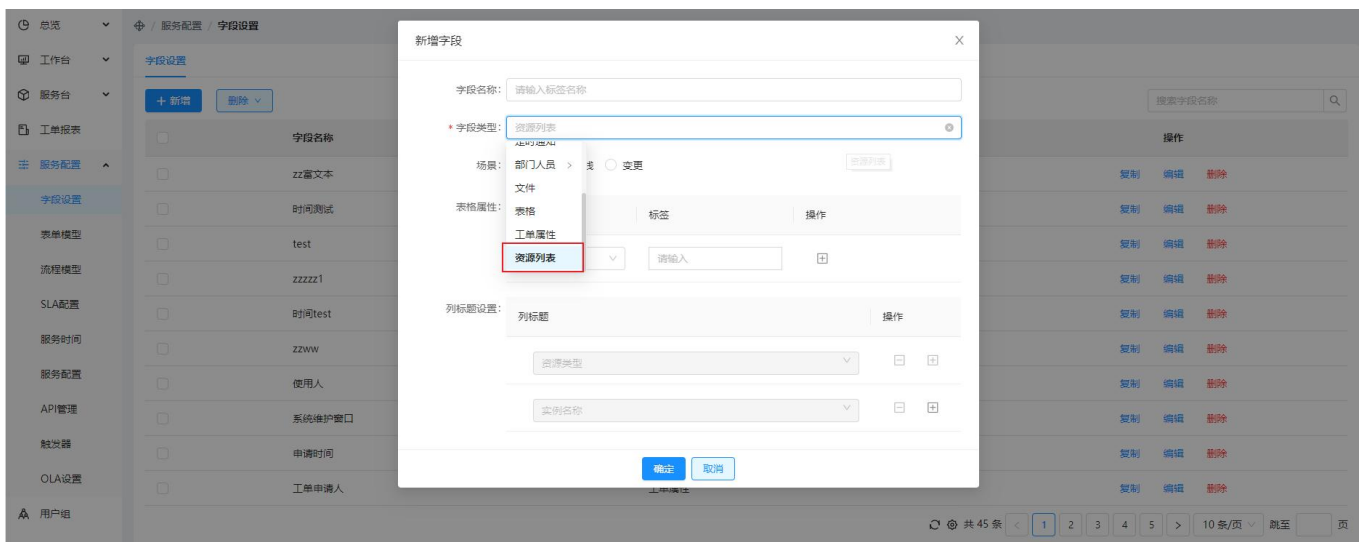 总览
工作台
服务台
工单报表
服务配置
字段设置
表单模型
流程模型
SLA配置
服务时间
服务配置
API管理
触发器
OLA设置
用户组
/ 服务配置 / 字段设置
字段设置
+ 新增 删除
搜索字段名称
字段名称 操作
zz富文本 复制 编辑 删除
时间测试 复制 编辑 删除
test 复制 编辑 删除
zzzzz1 复制 编辑 删除
时间test 复制 编辑 删除
zzww 复制 编辑 删除
使用人 复制 编辑 删除
系统维护窗口 复制 编辑 删除
申请时间 复制 编辑 删除
工单申请人 工单属性 复制 编辑 删除
共 45 条 < 1 2 3 4 5 > 10 条/页 跳至 页
新增字段
字段名称: 请输入标签名称
* 字段类型: 资源列表
定时通知
场景: 部门人员 > 线 变更
资源列表
文件
表格属性: 表格 标签 操作
工单属性
资源列表 请输入
列标题设置: 列标题 操作
资源类型
实例名称
确定 取消